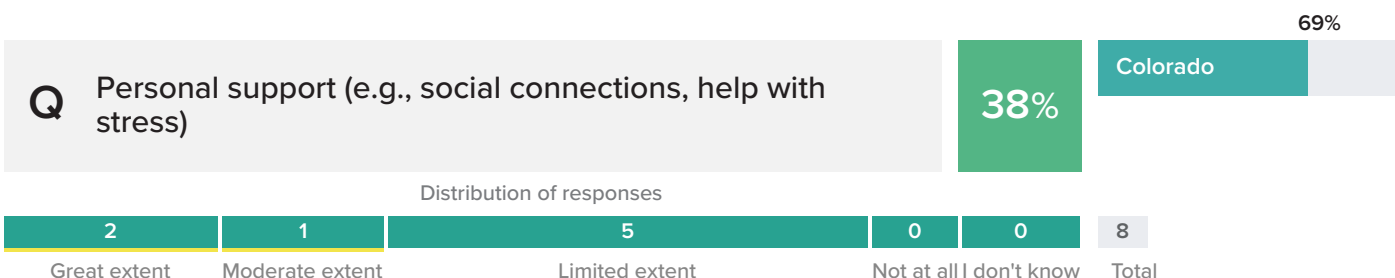 69%
Q Personal support (e.g., social connections, help with
stress)
38%
Colorado
Distribution of responses
2 1 5 0 0 8
Great extent Moderate extent Limited extent Not at all I don't know Total